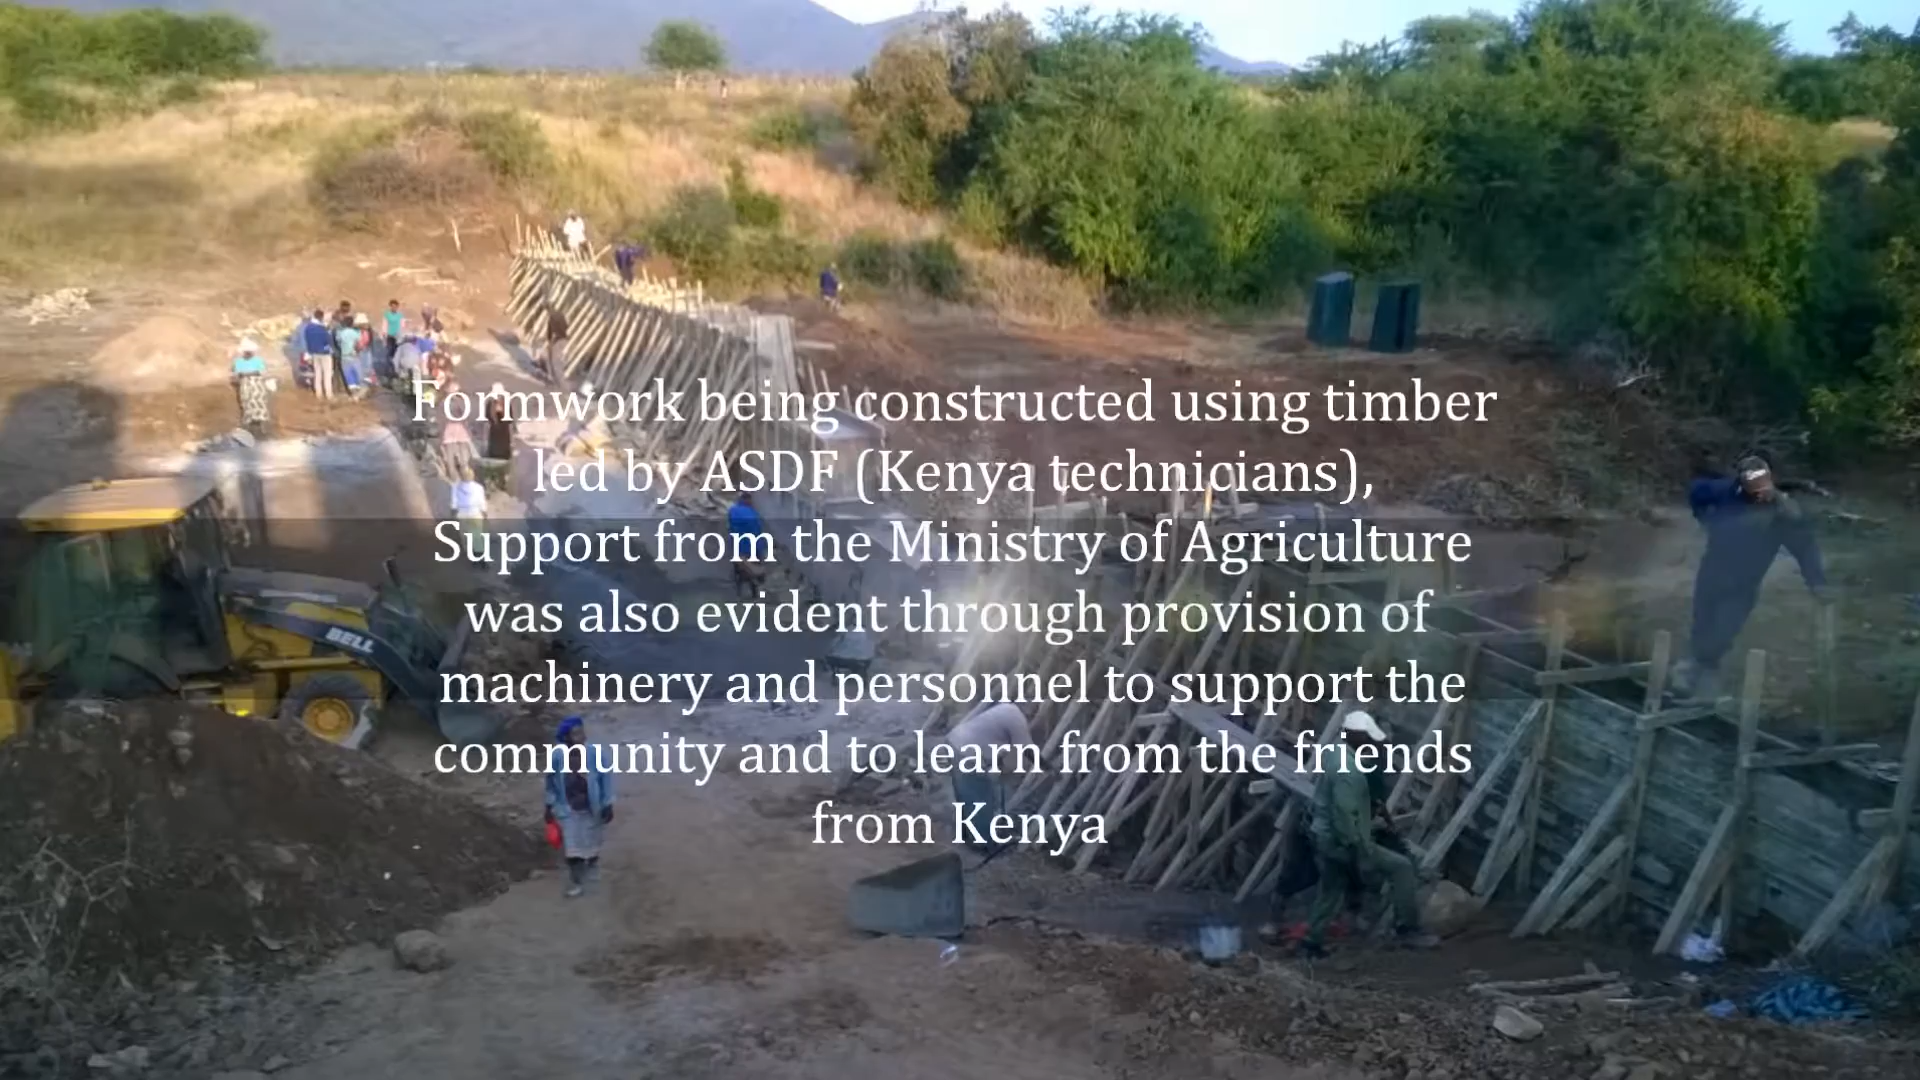 Formwork being constructed using timber
led by ASDF (Kenya technicians),
Support from the Ministry of Agriculture
was also evident through provision of
machinery and personnel to support the
community and to learn from the friends
from Kenya
BELL